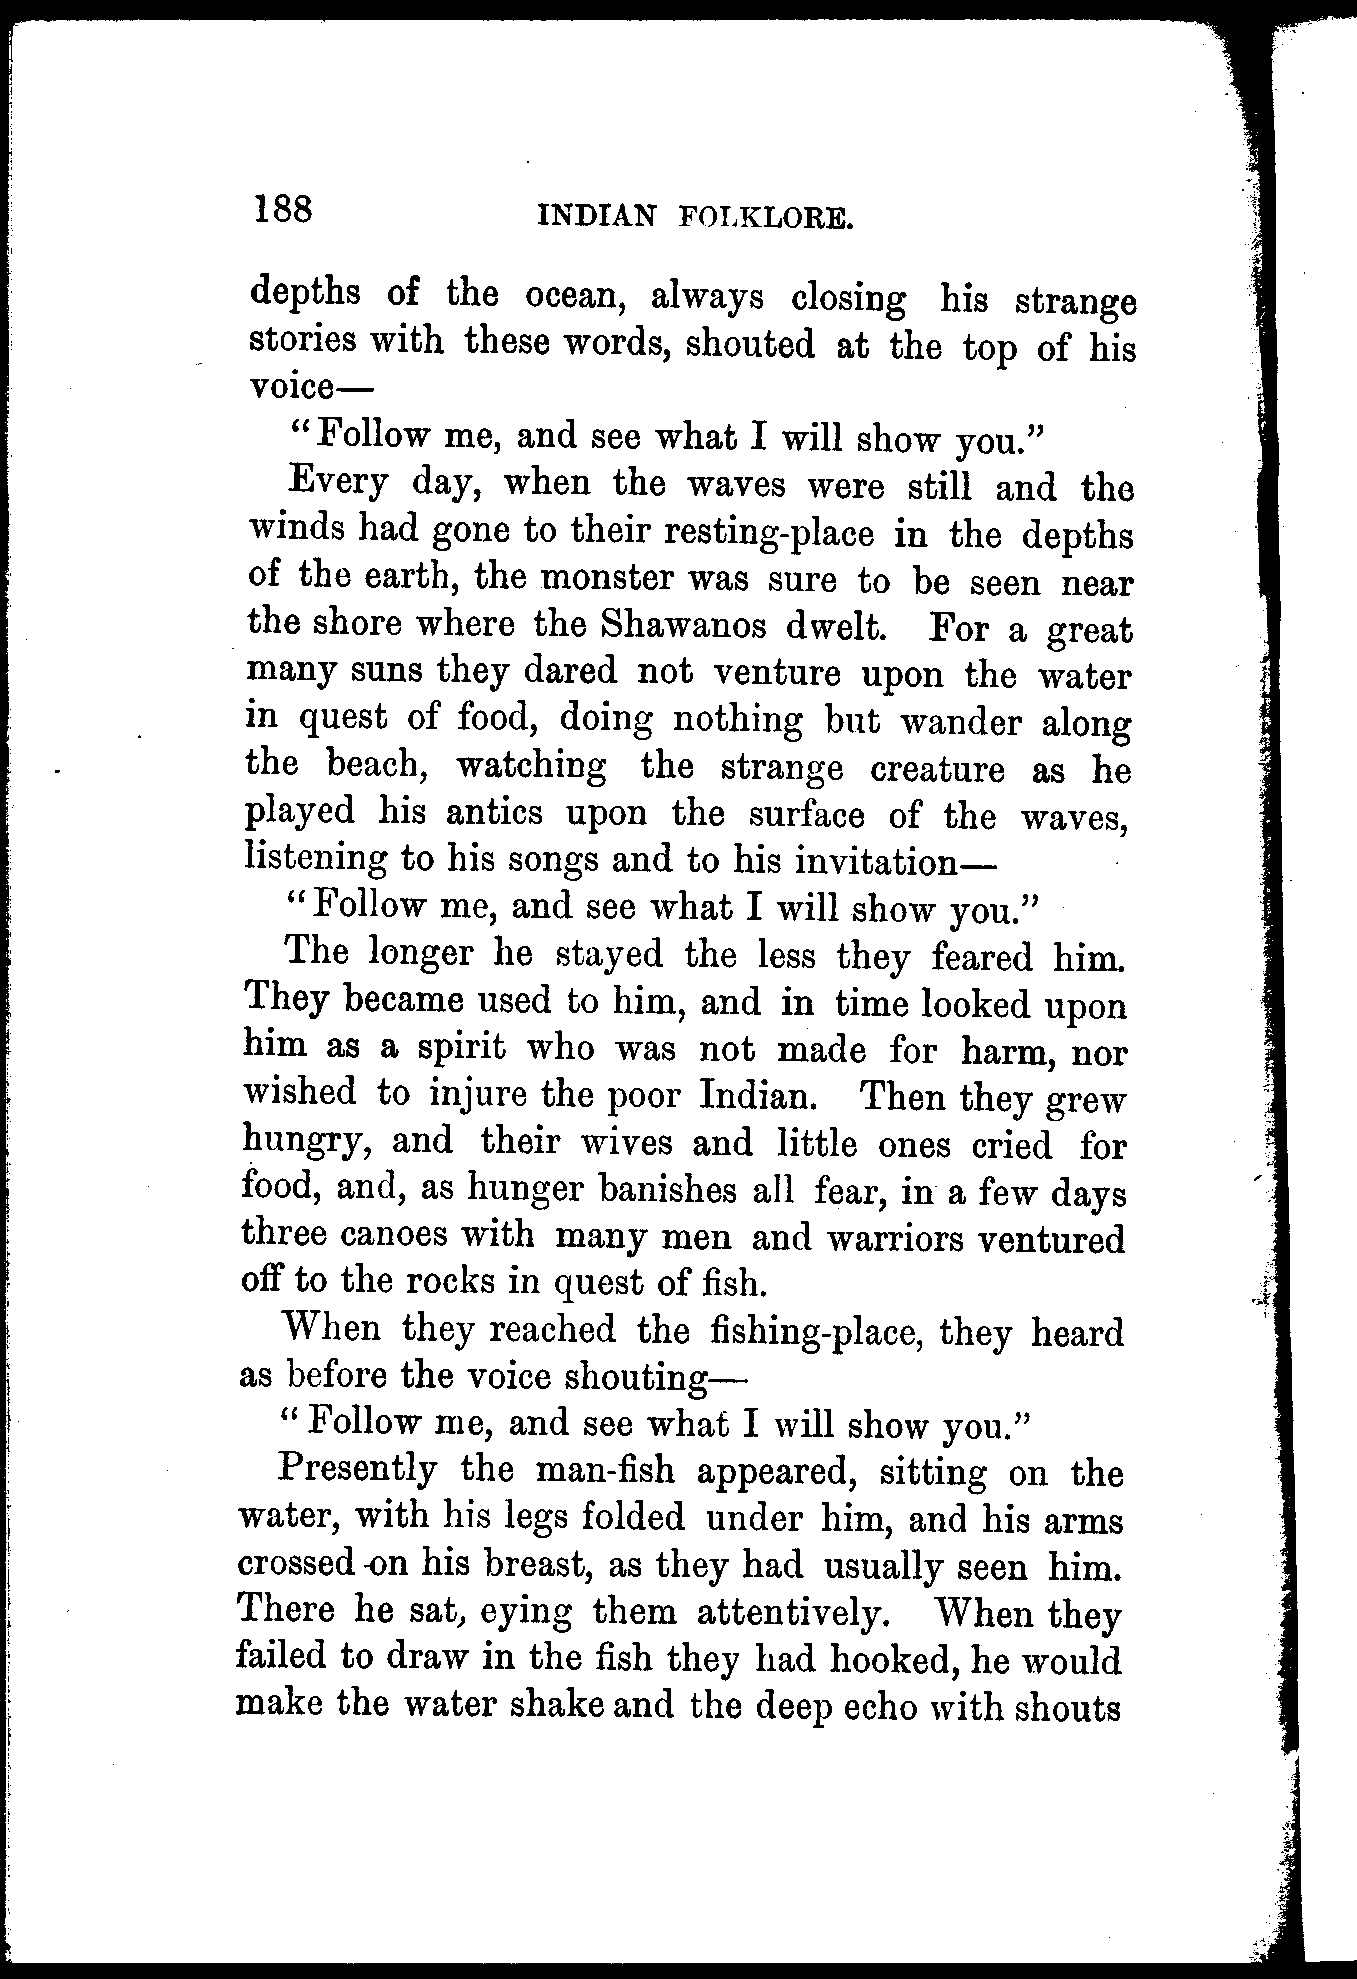 188 INDIAN FOLKLORE.
depths of the ocean, always closing his strange
stories with these words, shouted at the top of his
voice—
"Follow me, and see what I will show you."
Every day, when the waves were still and the
winds had gone to their resting-place in the depths
of the earth, the monster was sure to be seen near
the shore where the Shawanos dwelt. For a great
many suns they dared not venture upon the water
in quest of food, doing nothing but wander along
the beach, watching the strange creature as he
played his antics upon the surface of the waves,
listening to his songs and to his invitation—
"Follow me, and see what I will show you."
The longer he stayed the less they feared him.
They became used to him, and in time looked upon
him as a spirit who was not made for harm, nor
wished to injure the poor Indian. Then they grew
hungry, and their wives and little ones cried for
food, and, as hunger banishes all fear, in a few days
three canoes with many men and warriors ventured
off to the rocks in quest of fish.
When they reached the fishing-place, they heard
as before the voice shouting—
"Follow me, and see what I will show you."
Presently the man-fish appeared, sitting on the
water, with his legs folded under him, and his arms
crossed on his breast, as they had usually seen him.
There he sat, eying them attentively. When they
failed to draw in the fish they had hooked, he would
make the water shake and the deep echo with shouts